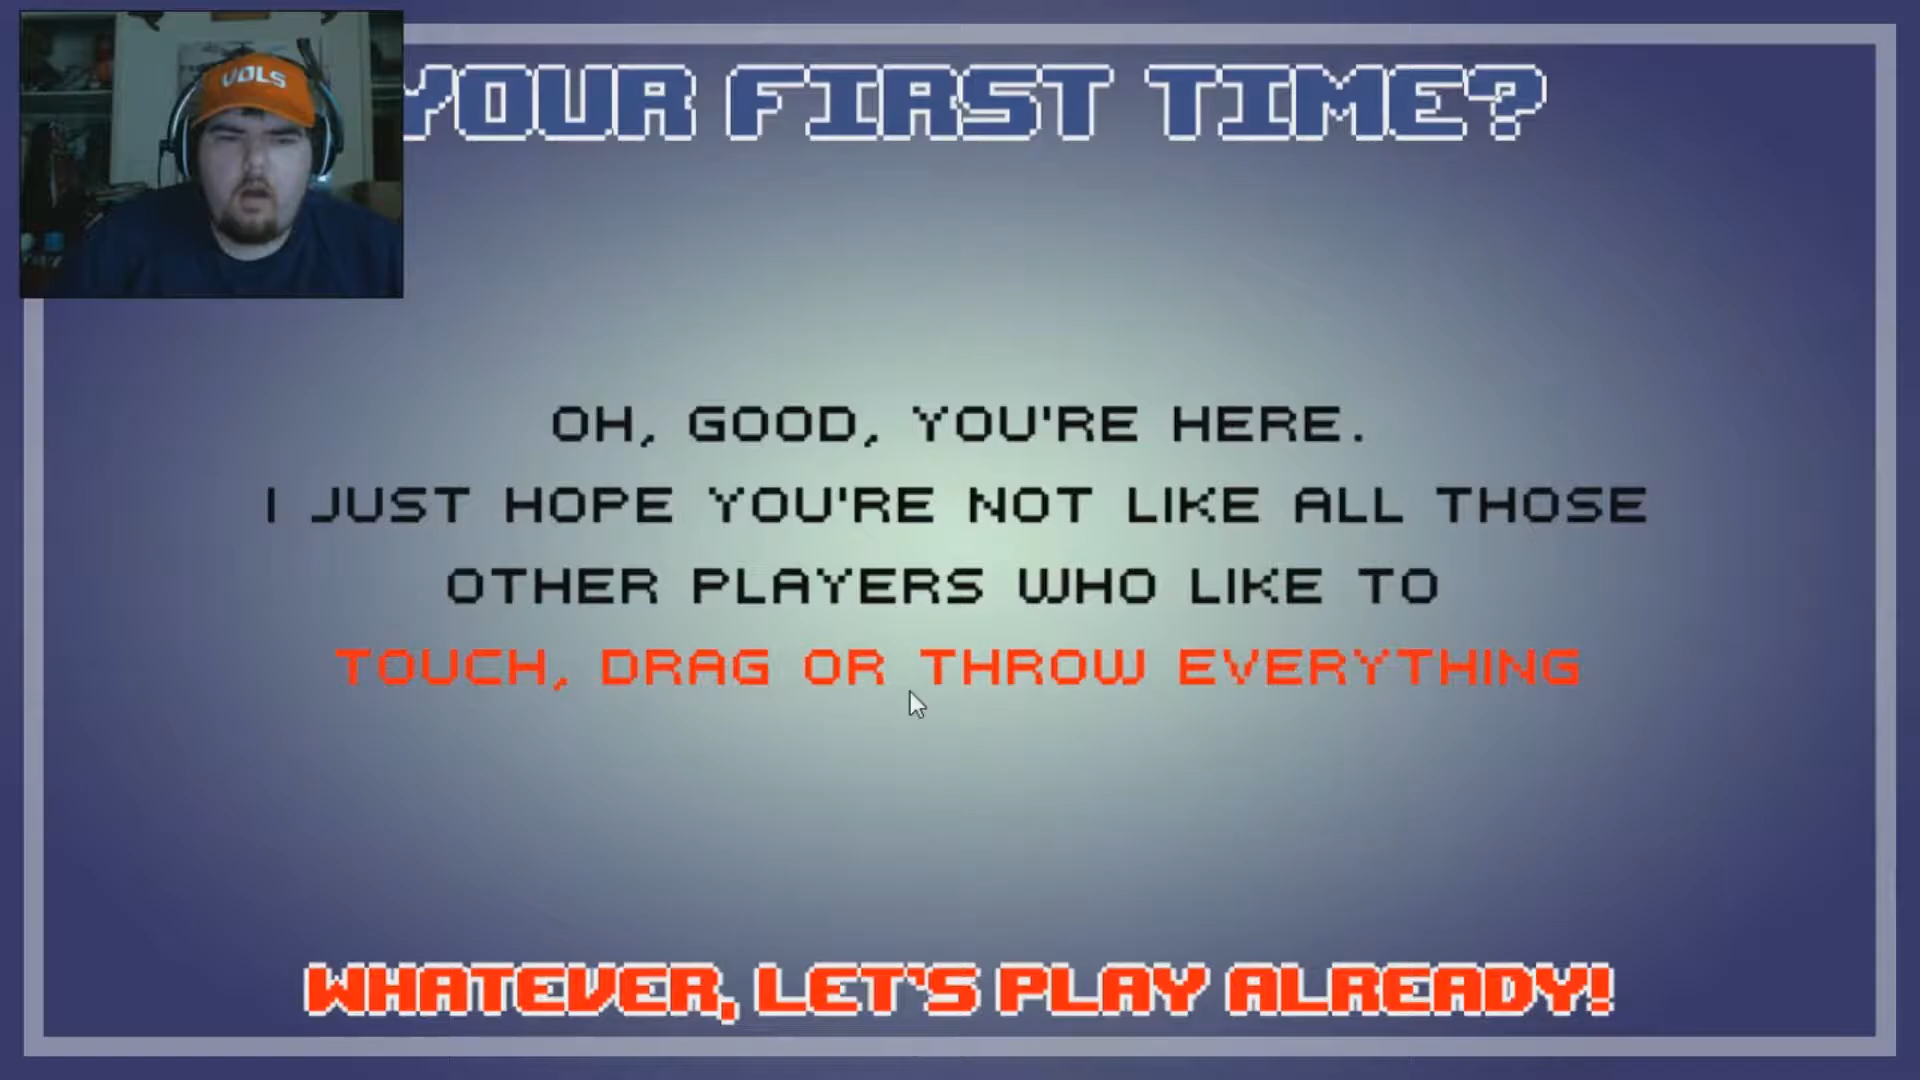 VOLS
YOUR FIRST TIME?
OH, GOOD, YOU'RE HERE.
I JUST HOPE YOU'RE NOT LIKE ALL THOSE
OTHER PLAYERS WHO LIKE TO
TOUCH, DRAG OR THROW EVERYTHING
WHATEVER, LET'S PLAY ALREADY!